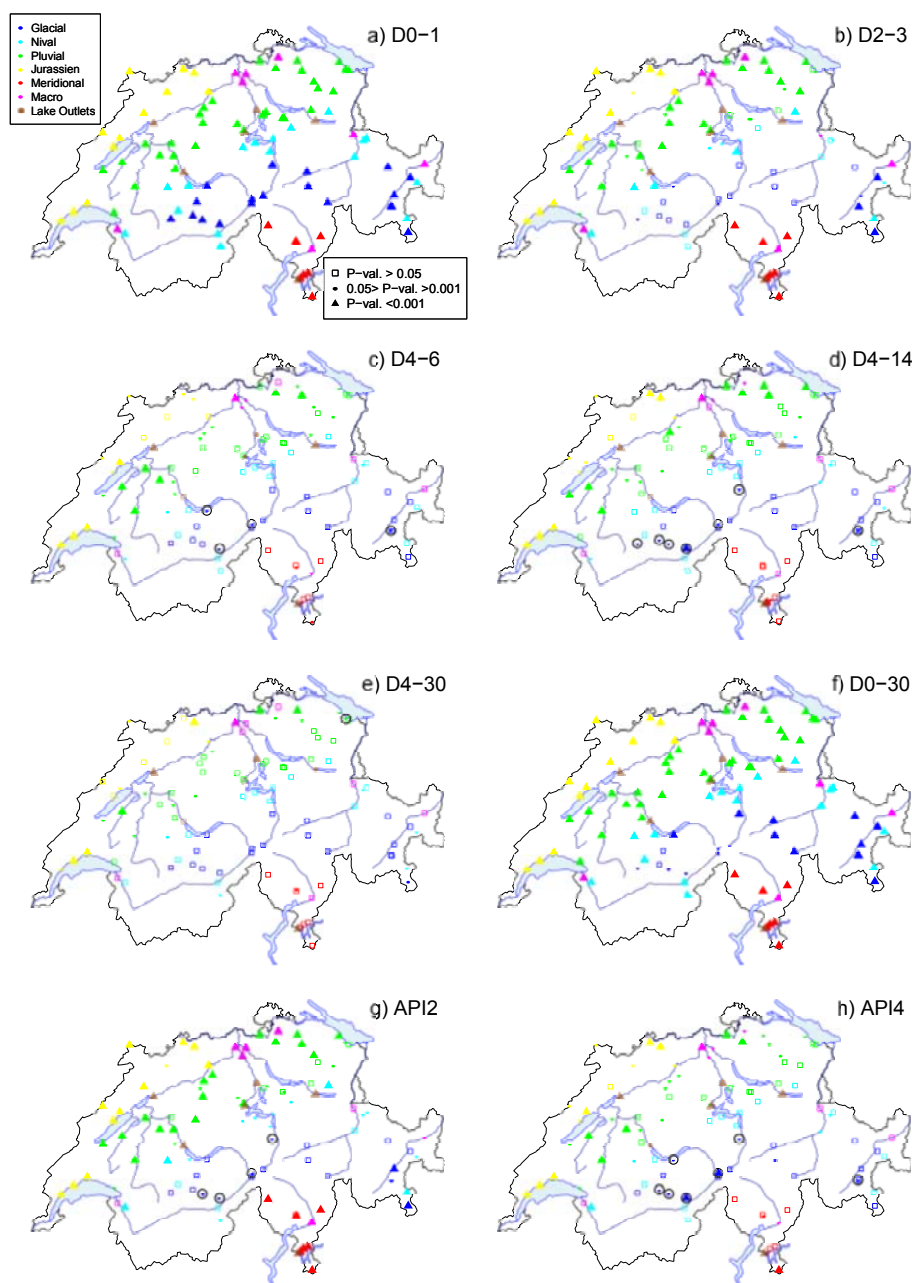 Glacial
Nival
Pluvial
Jurassien
Meridional
Macro
Lake Outlets
a) D0−1
b) D2−3
P−val. > 0.05
0.05> P−val. >0.001
P−val. <0.001
c) D4−6
d) D4−14
e) D4−30
f) D0−30
g) API2
h) API4